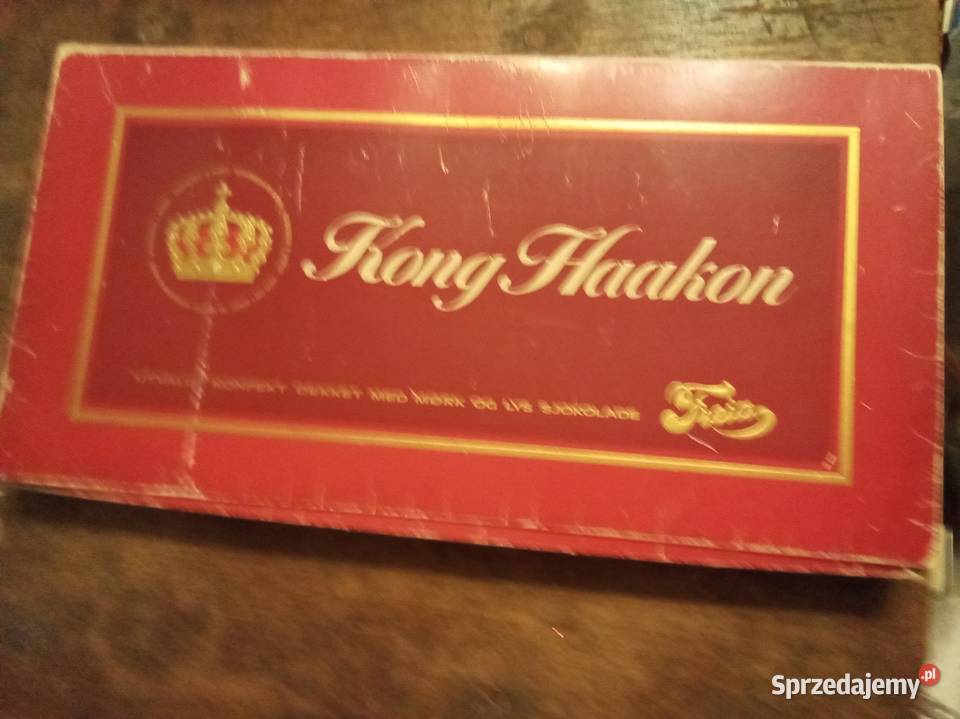 Kong Haakon
KONFEKT DEKKET MED MØRK OG LYS SJOKOLADE
Freia
Sprzedajemy.pl